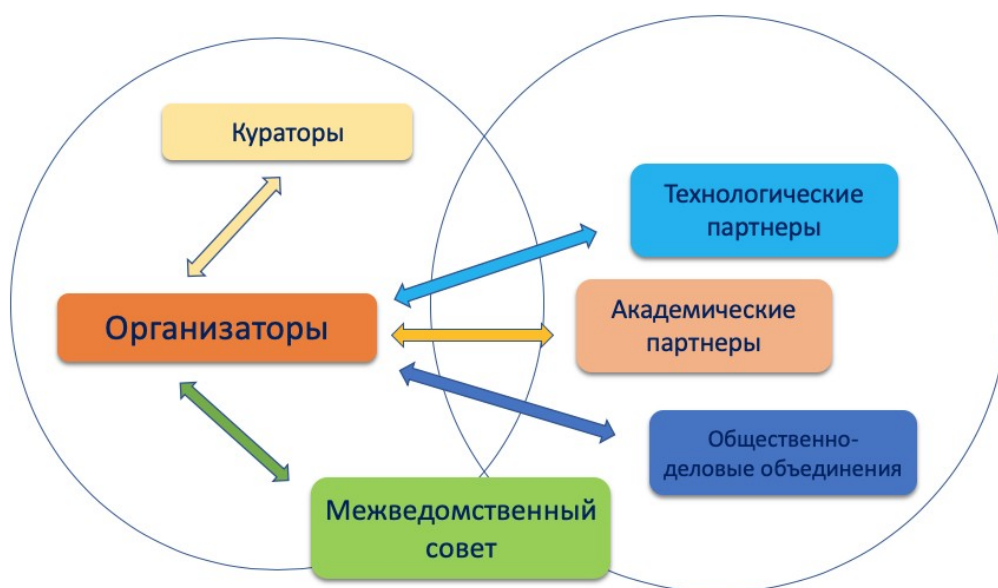 Кураторы
Технологические
партнеры
Организаторы
Академические
партнеры
Общественно-
деловые объединения
Межведомственный
совет